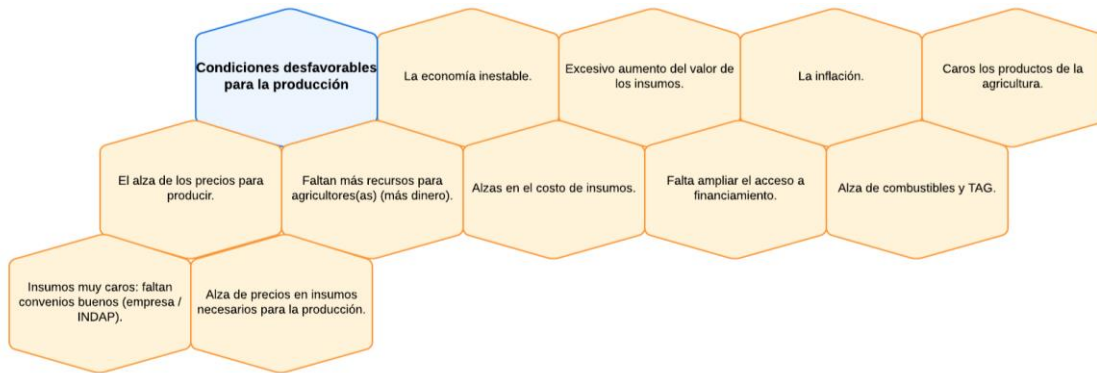 Condiciones desfavorables
para la producción
La economía inestable.
Excesivo aumento del valor de
los insumos.
La inflación.
Caros los productos de la
agricultura.
El alza de los precios para
producir.
Faltan más recursos para
agricultores(as) (más dinero).
Alzas en el costo de insumos.
Falta ampliar el acceso a
financiamiento.
Alza de combustibles y TAG.
Insumos muy caros: faltan
convenios buenos (empresa /
INDAP).
Alza de precios en insumos
necesarios para la producción.